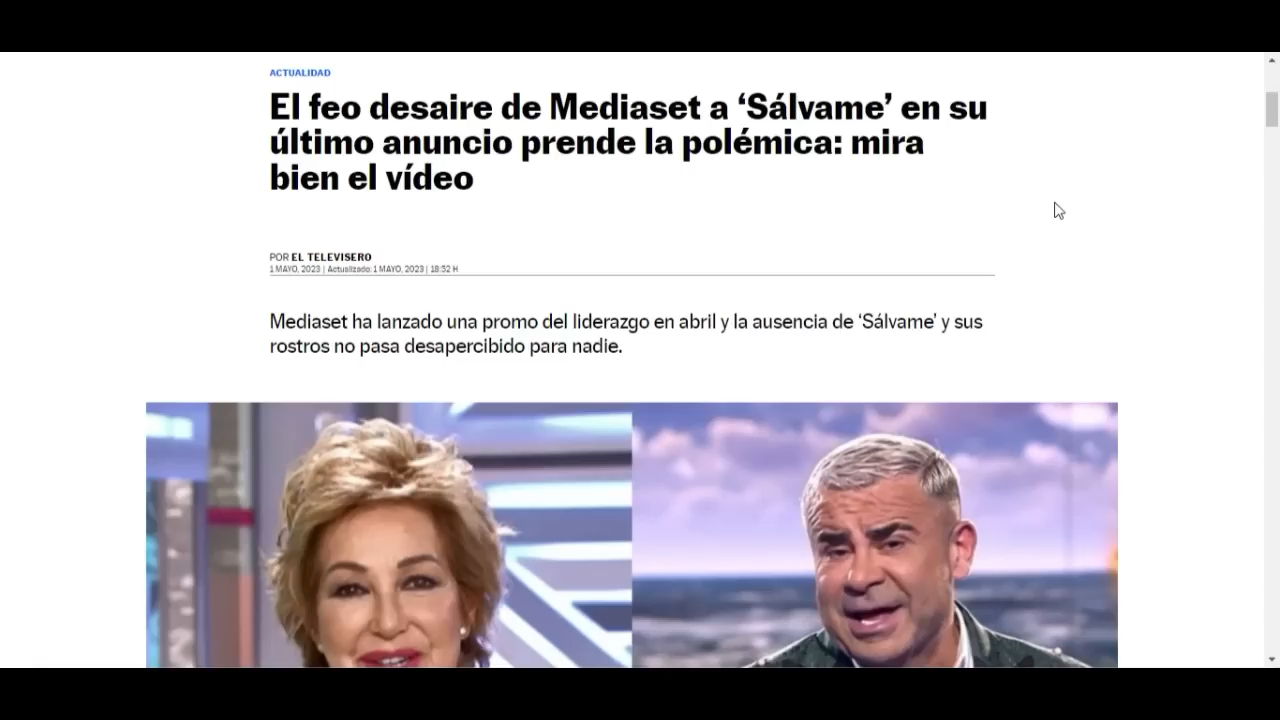 ACTUALIDAD
El feo desaire de Mediaset a ‘Sálvame’ en su
último anuncio prende la polémica: mira
bien el vídeo
POR EL TELEVISERO
1 MAYO, 2023 | Actualizado: 1 MAYO, 2023 | 18:52 H
Mediaset ha lanzado una promo del liderazgo en abril y la ausencia de ‘Sálvame’ y sus
rostros no pasa desapercibido para nadie.